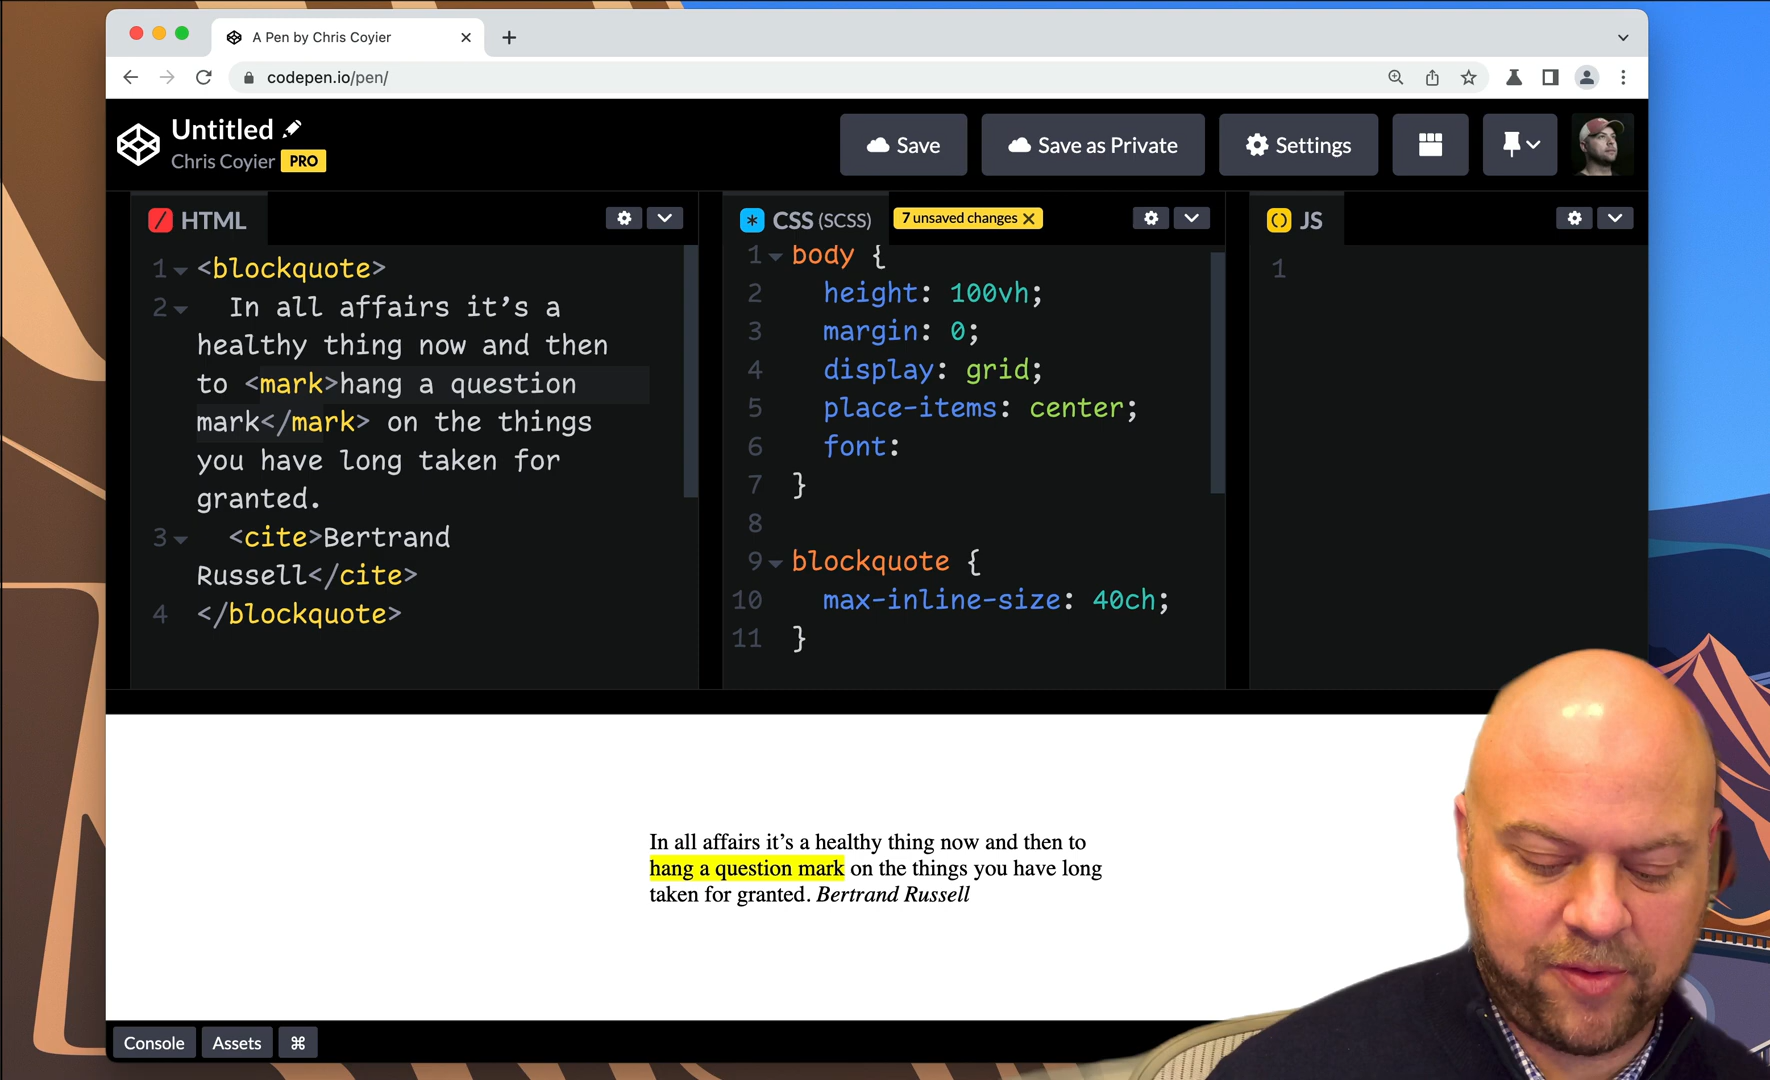 A Pen by Chris Coyier
codepen.io/pen/
Untitled
Chris Coyier PRO
Save
Save as Private
Settings
HTML
1 <blockquote>
2 In all affairs it’s a
healthy thing now and then
to <mark>hang a question
mark</mark> on the things
you have long taken for
granted.
3 <cite>Bertrand
Russell</cite>
4 </blockquote>
CSS (SCSS) 7 unsaved changes
1 body {
2 height: 100vh;
3 margin: 0;
4 display: grid;
5 place-items: center;
6 font:
7 }
8
9 blockquote {
10 max-inline-size: 40ch;
11 }
JS
1
In all affairs it’s a healthy thing now and then to
hang a question mark on the things you have long
taken for granted. Bertrand Russell
Console Assets ⌘